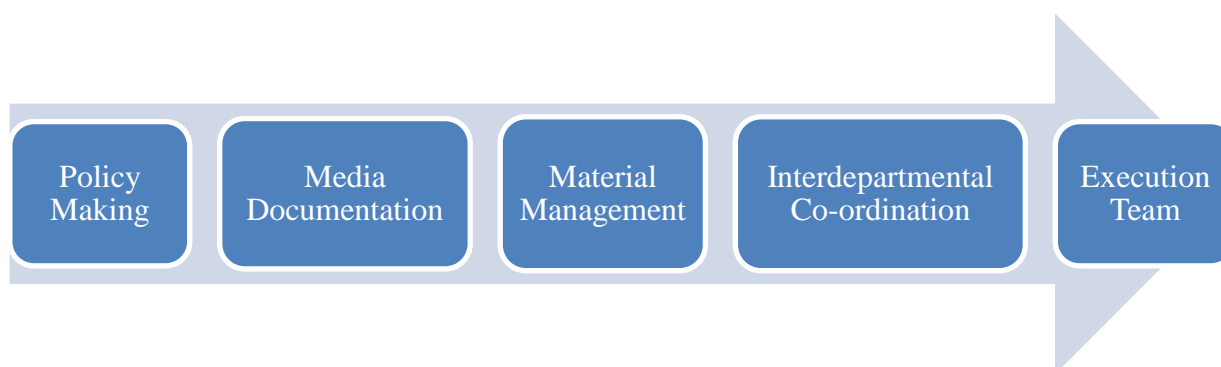 Policy
Making
Media
Documentation
Material
Management
Interdepartmental
Co-ordination
Execution
Team